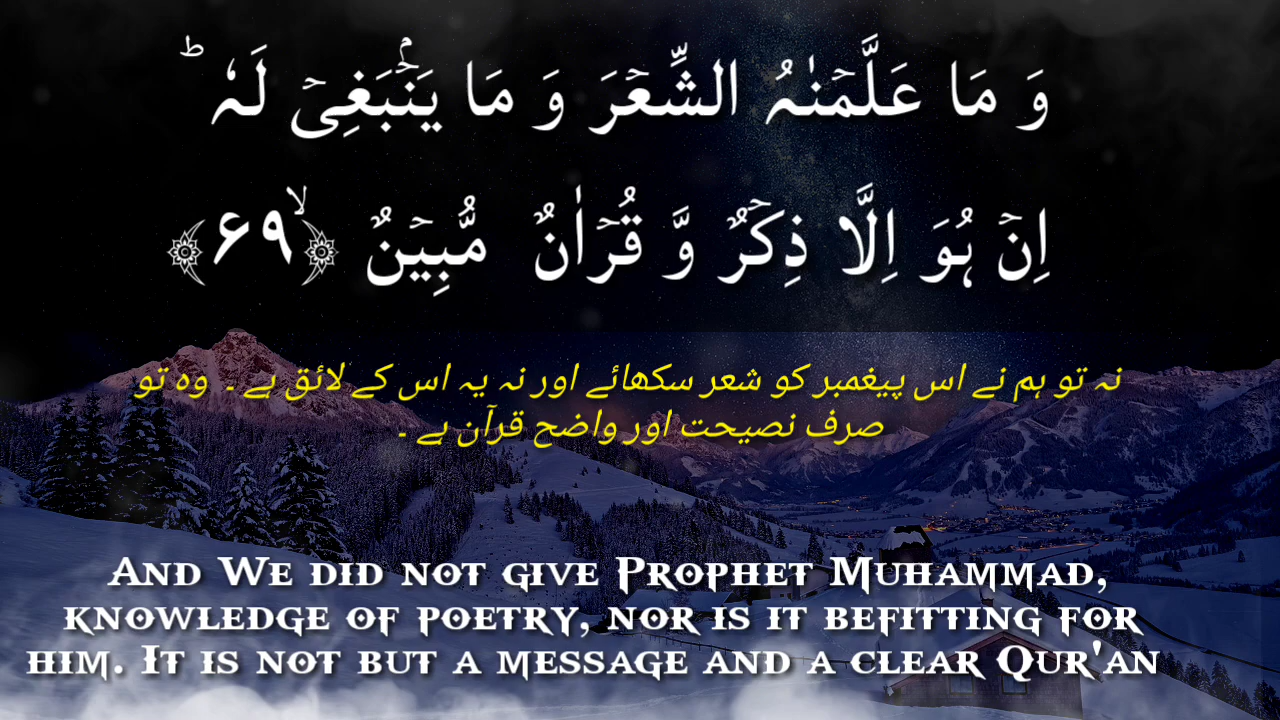 وَ مَا عَلَّمۡنٰہُ الشِّعۡرَ وَ مَا یَنۡۢبَغِیۡ لَہٗ ؕ
اِنۡ ہُوَ اِلَّا ذِکۡرٌ وَّ قُرۡاٰنٌ مُّبِیۡنٌ ﴿ۙ۶۹﴾
نہ تو ہم نے اس پیغمبر کو شعر سکھائے اور نہ یہ اس کے لائق ہے ۔ وہ تو
صرف نصیحت اور واضح قرآن ہے ۔
And We did not give Prophet Muhammad,
knowledge of poetry, nor is it befitting for
him. It is not but a message and a clear Qur'an